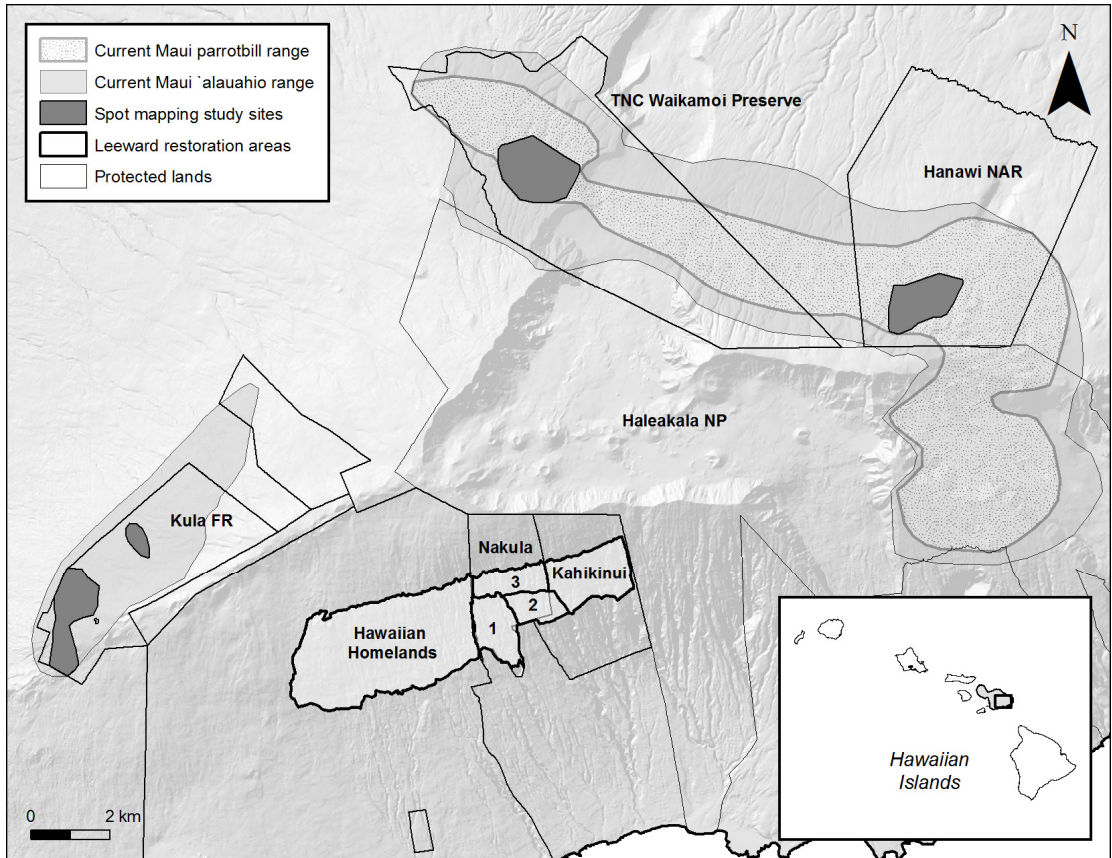 Current Maui parrotbill range
Current Maui `alauahio range
Spot mapping study sites
Leeward restoration areas
Protected lands
N
TNC Waikamoi Preserve
Hanawi NAR
Haleakala NP
Kula FR
Nakula
Kahikinui
3
2
1
Hawaiian
Homelands
0 2 km
Hawaiian
Islands